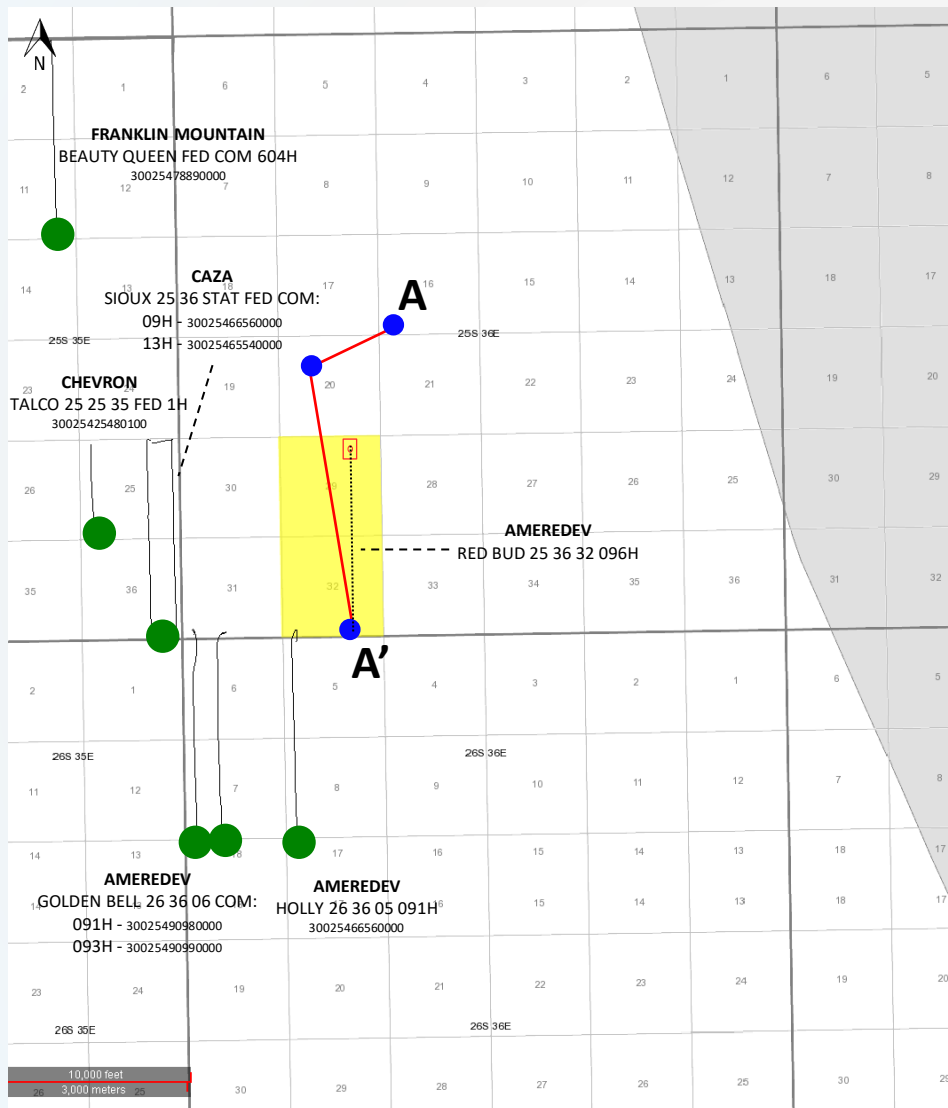 N
2 1 6 5 4 3 2 1 6 5
FRANKLIN MOUNTAIN
BEAUTY QUEEN FED COM 604H
30025478890000
11 12 7 8 9 10 11 12 7 8
CAZA
SIOUX 25 36 STAT FED COM:
09H - 30025466560000
13H - 30025465540000
14 13 18 17 16 15 14 13 18 17
A
25S 35E
25S 36E
CHEVRON
TALCO 25 25 35 FED 1H
30025425480100
23 24 19 20 21 22 23 24 19 20
26 25 30 29 28 27 26 25 30 29
AMEREDEV
RED BUD 25 36 32 096H
35 36 31 32 33 34 35 36 31 32
A'
2 1 6 5 4 3 2 1 6 5
26S 35E
26S 36E
11 12 7 8 9 10 11 12 7 8
14 13 18 17 16 15 14 13 18 17
AMEREDEV
GOLDEN BELL 26 36 06 COM:
091H - 30025490980000
093H - 30025490990000
AMEREDEV
HOLLY 26 36 05 091H
30025466560000
14 16 15 14 13 18 17
23 24 19 20 21 22 23 24 19 20
26S 35E
26S 36E
10,000 feet
3,000 meters
26 25 30 29 28 27 26 25 30 29